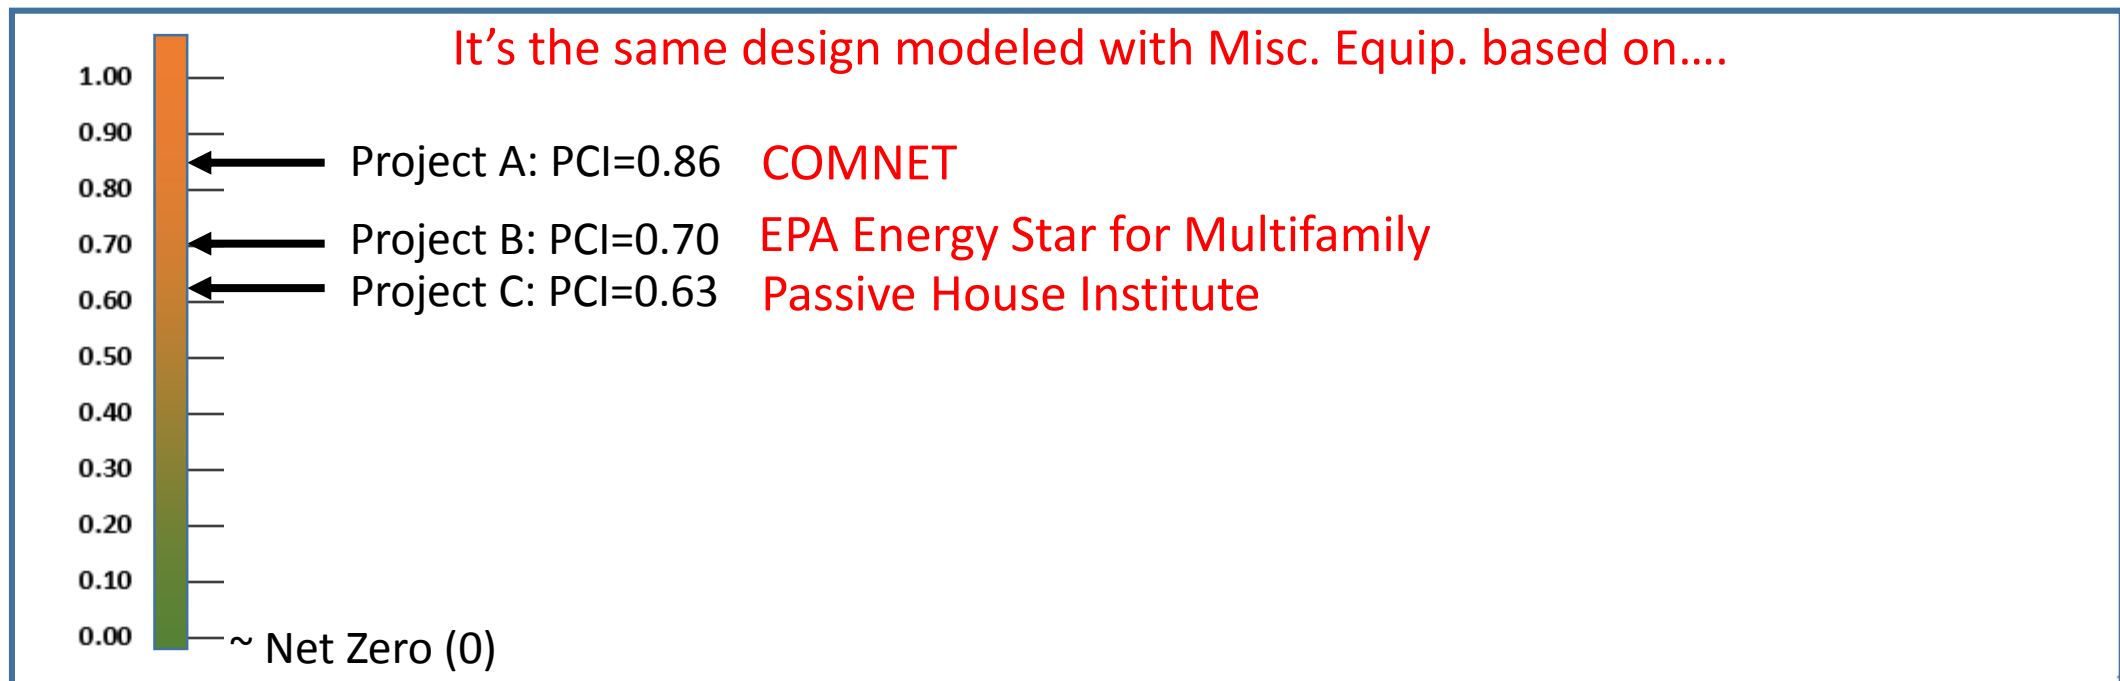 It’s the same design modeled with Misc. Equip. based on….
1.00
0.90
Project A: PCI=0.86 COMNET
0.80
Project B: PCI=0.70 EPA Energy Star for Multifamily
0.70
Project C: PCI=0.63 Passive House Institute
0.60
0.50
0.40
0.30
0.20
0.10
0.00
~ Net Zero (0)